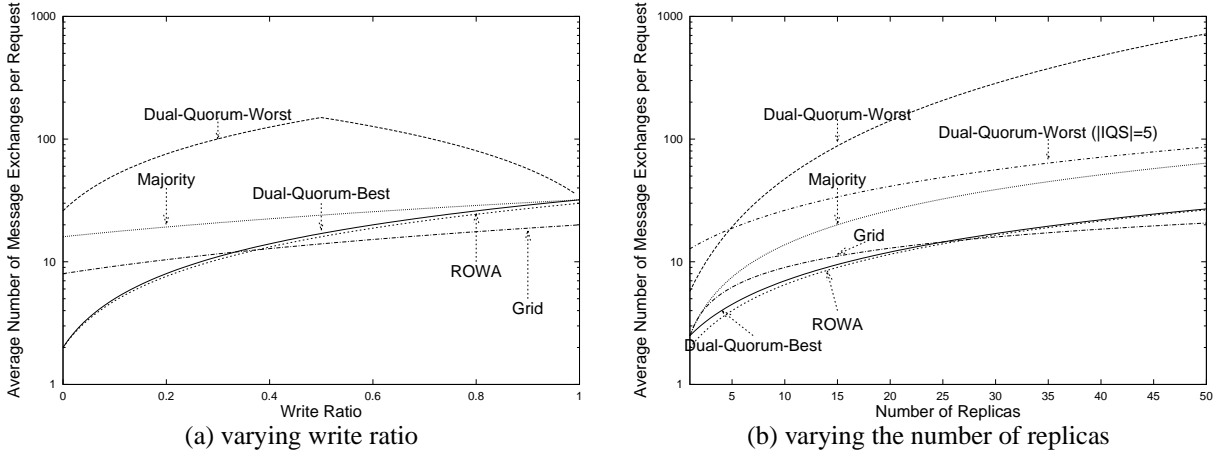 Average Number of Message Exchanges per Request
1000
100
10
1
Dual-Quorum-Worst
Majority
Dual-Quorum-Best
ROWA
Grid
0
0.2
0.4
0.6
0.8
1
Write Ratio
(a) varying write ratio
Average Number of Message Exchanges per Request
1000
100
10
1
Dual-Quorum-Worst
Dual-Quorum-Worst (|IQS|=5)
Majority
Grid
ROWA
Dual-Quorum-Best
5
10
15
20
25
30
35
40
45
50
Number of Replicas
(b) varying the number of replicas